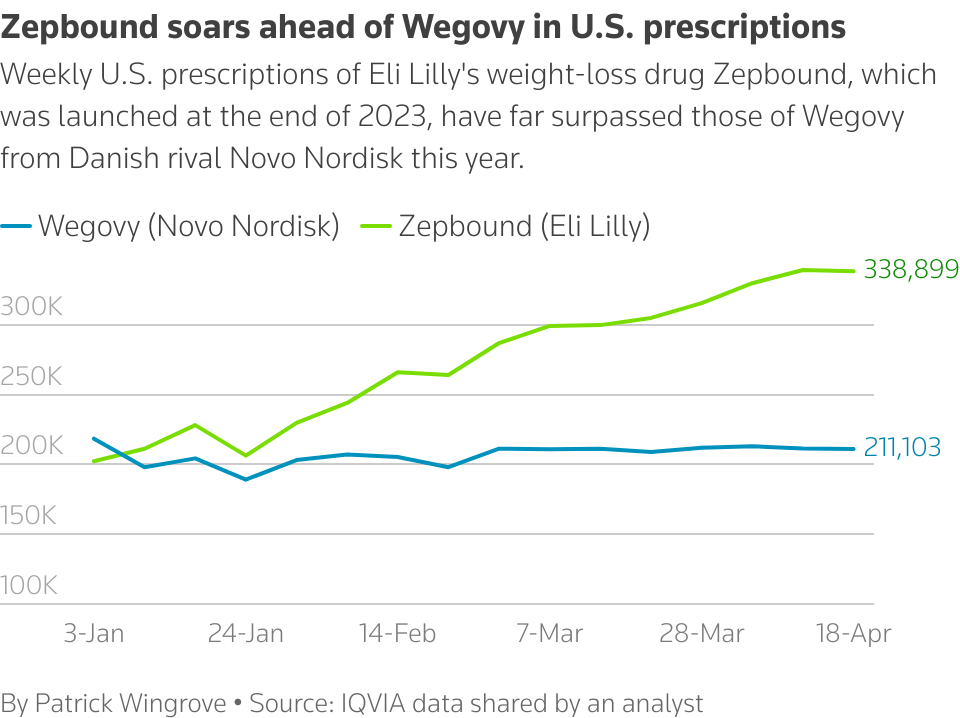 Zepbound soars ahead of Wegovy in U.S. prescriptions
Weekly U.S. prescriptions of Eli Lilly's weight-loss drug Zepbound, which
was launched at the end of 2023, have far surpassed those of Wegovy
from Danish rival Novo Nordisk this year.
Wegovy (Novo Nordisk) Zepbound (Eli Lilly)
338,899
300K
250K
200K
211,103
150K
100K
3-Jan 24-Jan 14-Feb 7-Mar 28-Mar 18-Apr
By Patrick Wingrove • Source: IQVIA data shared by an analyst